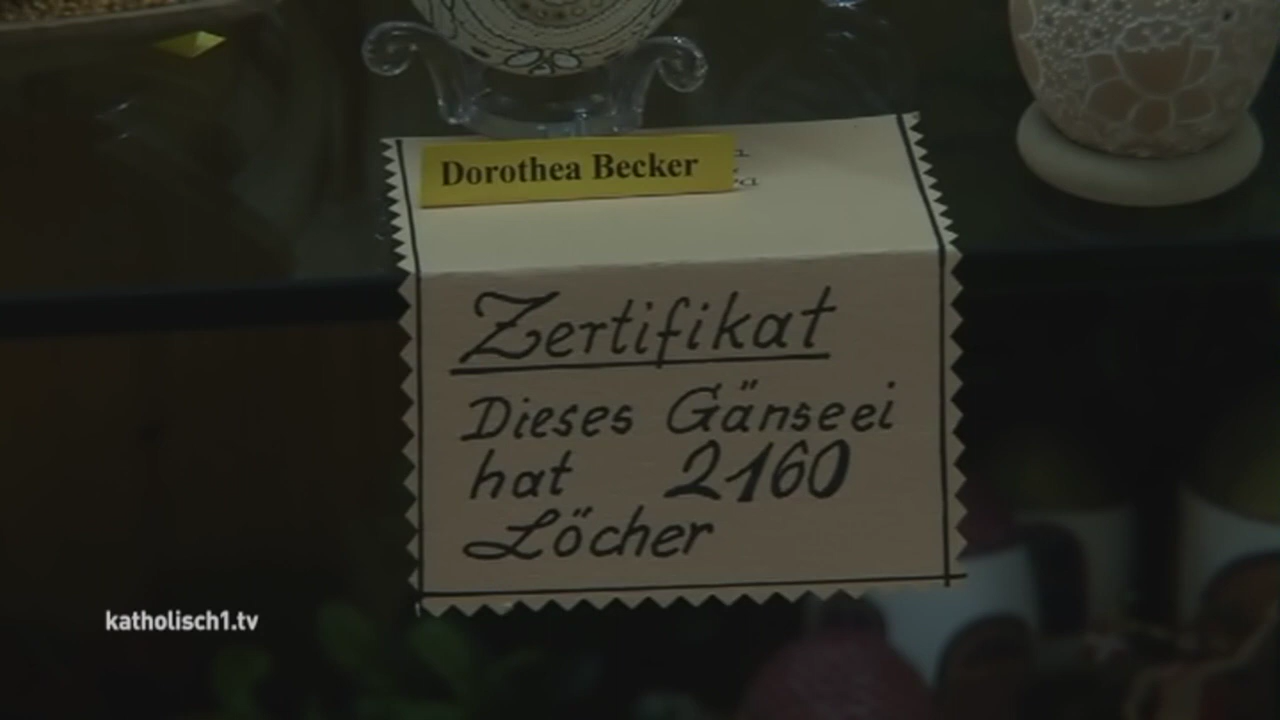 Dorothea Becker
Zertifikat
Dieses Gänseei
hat 2160
Löcher
katholisch1.tv